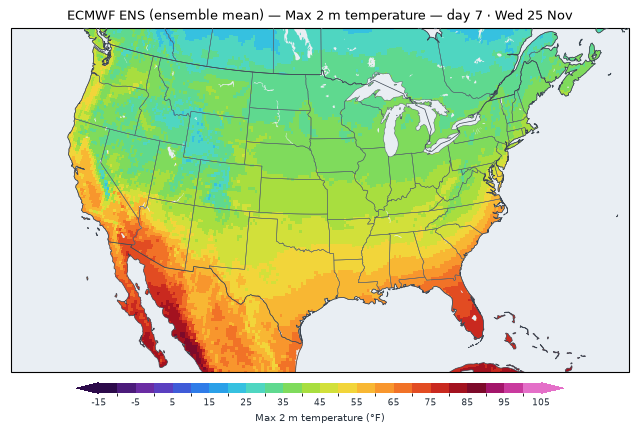 ECMWF ENS (ensemble mean) — Max 2 m temperature — day 7 · Wed 25 Nov
-15 -5 5 15 25 35 45 55 65 75 85 95 105
Max 2 m temperature (°F)